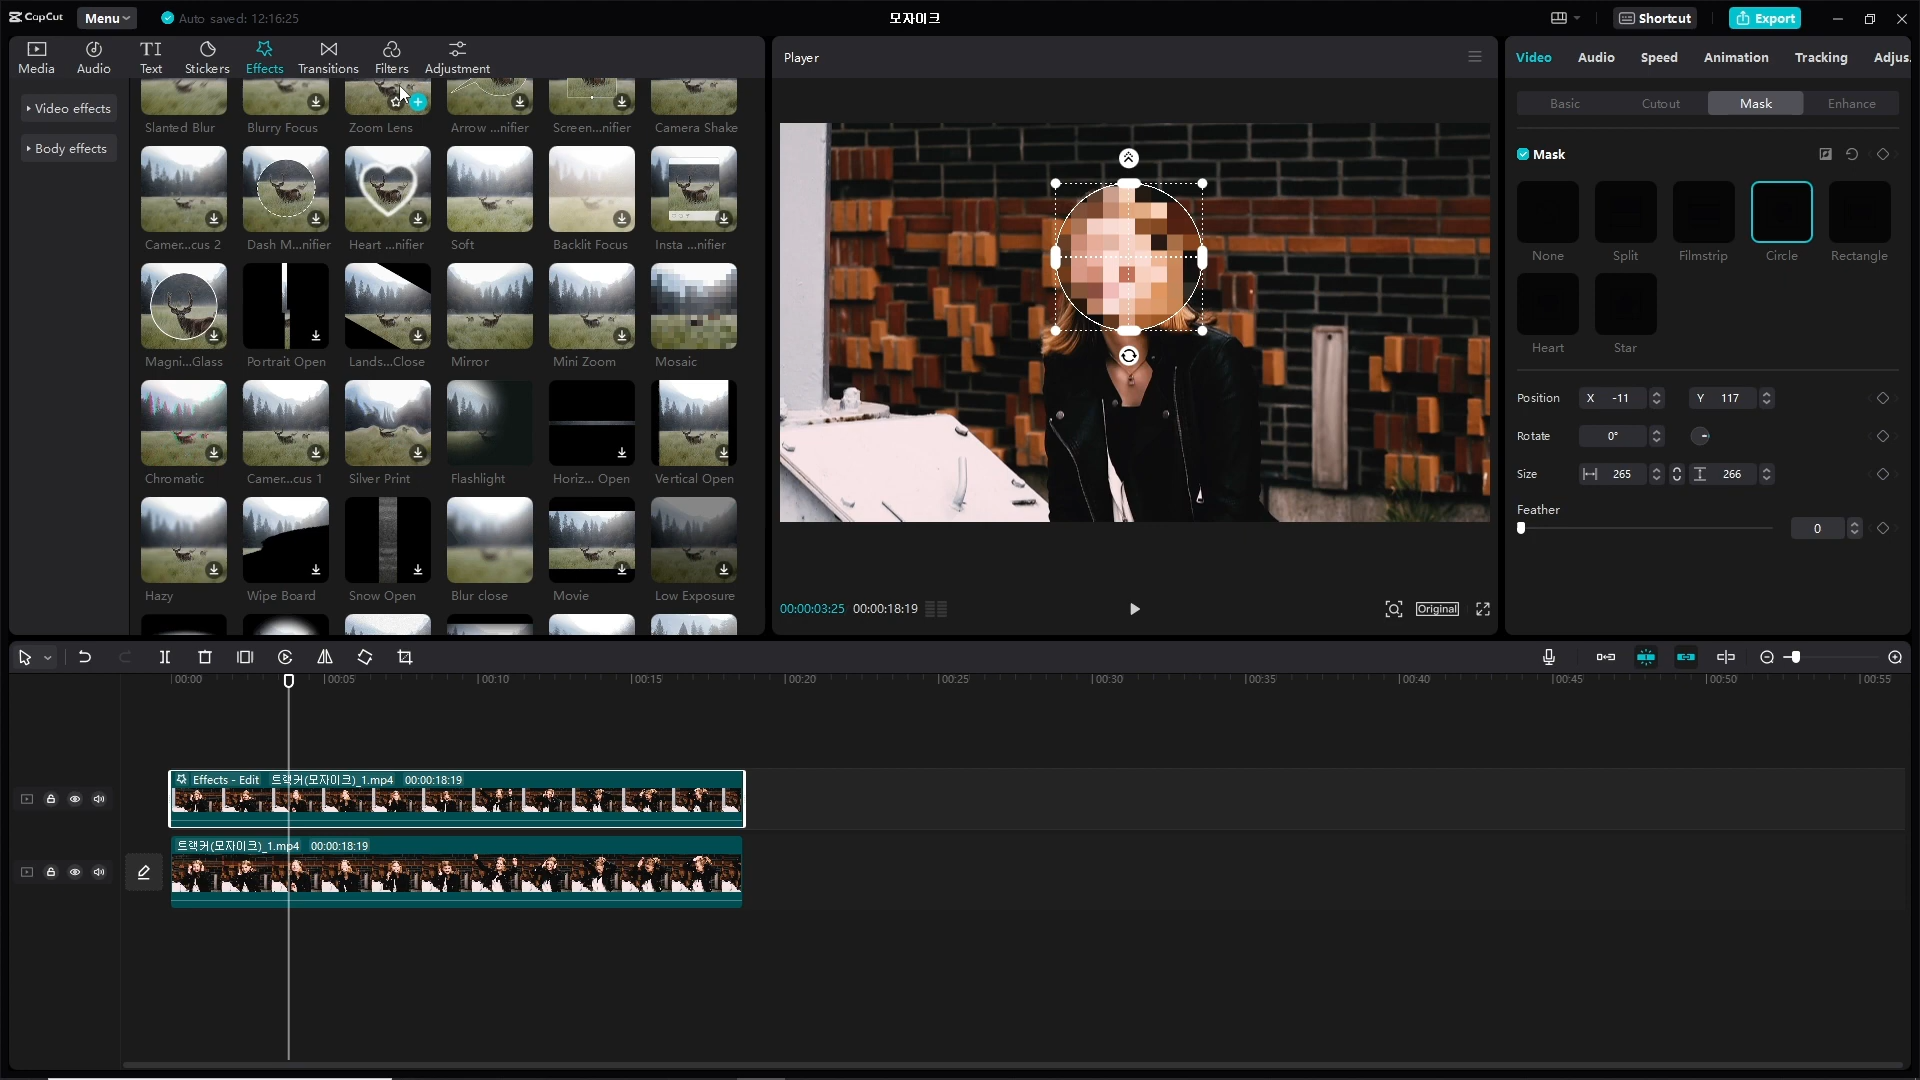 CapCut
Menu
Auto saved: 12:16:25
모자이크
Shortcut
Export
Media
Audio
Text
Stickers
Effects
Transitions
Filters
Adjustment
Video effects
Body effects
Slanted Blur
Blurry Focus
Zoom Lens
Arrow ...nifier
Screen...nifier
Camera Shake
Camer...cus 2
Dash M...nifier
Heart ...nifier
Soft
Backlit Focus
Insta ...nifier
Magni...Glass
Portrait Open
Lands...Close
Mirror
Mini Zoom
Mosaic
Chromatic
Camer...cus 1
Silver Print
Flashlight
Horiz... Open
Vertical Open
Hazy
Wipe Board
Snow Open
Blur close
Movie
Low Exposure
Player
00:00:03:25
00:00:18:19
Original
Video
Audio
Speed
Animation
Tracking
Adjus.
Basic
Cutout
Mask
Enhance
Mask
None
Split
Filmstrip
Circle
Rectangle
Heart
Star
Position
X -11
Y 117
Rotate
0°
Size
265
266
Feather
0
00:00
00:05
00:10
00:15
00:20
00:25
00:30
00:35
00:40
00:45
00:50
00:55
Effects - Edit 트랙커(모자이크)_1.mp4 00:00:18:19
트랙커(모자이크)_1.mp4 00:00:18:19